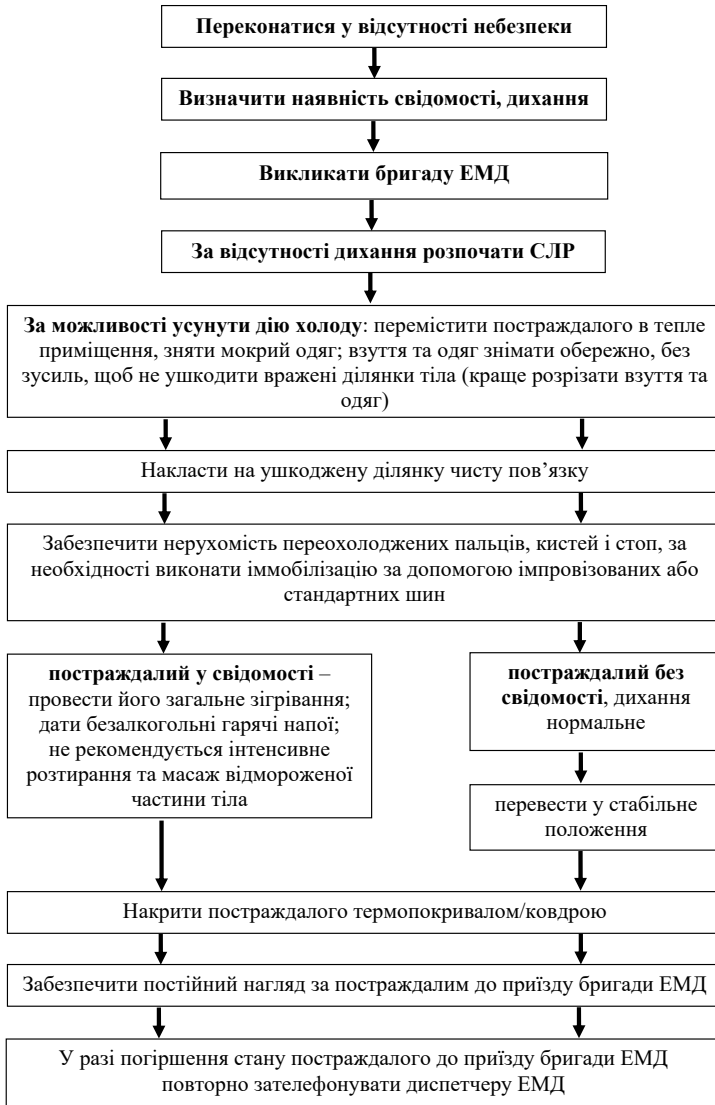 Переконатися у відсутності небезпеки
Визначити наявність свідомості, дихання
Викликати бригаду ЕМД
За відсутності дихання розпочати СЛР
За можливості усунути дію холоду: перемістити постраждалого в тепле
приміщення, зняти мокрий одяг; взуття та одяг знімати обережно, без
зусиль, щоб не ушкодити вражені ділянки тіла (краще розрізати взуття та
одяг)
Накласти на ушкоджену ділянку чисту пов’язку
Забезпечити нерухомість переохолоджених пальців, кистей і стоп, за
необхідності виконати іммобілізацію за допомогою імпровізованих або
стандартних шин
постраждалий у свідомості –
провести його загальне зігрівання;
дати безалкогольні гарячі напої;
не рекомендується інтенсивне
розтирання та масаж відмороженої
частини тіла
постраждалий без
свідомості, дихання
нормальне
перевести у стабільне
положення
Накрити постраждалого термопокривалом/ковдрою
Забезпечити постійний нагляд за постраждалим до приїзду бригади ЕМД
У разі погіршення стану постраждалого до приїзду бригади ЕМД
повторно зателефонувати диспетчеру ЕМД